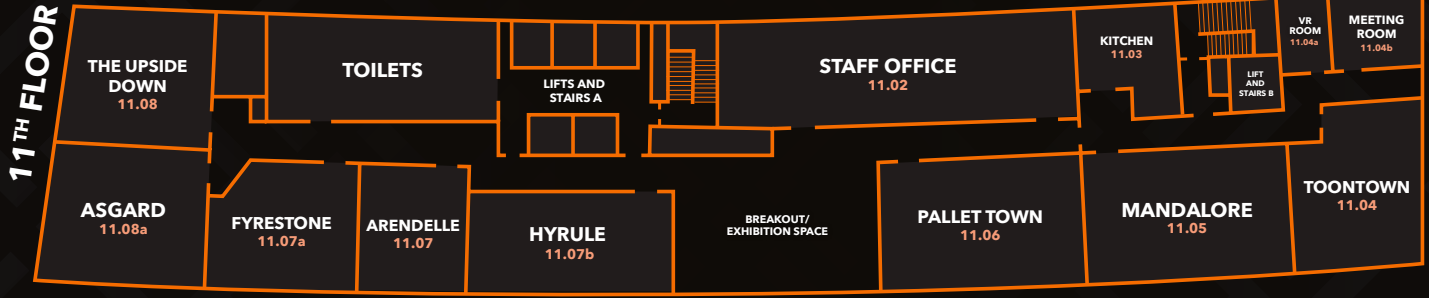 11TH FLOOR
THE UPSIDE
DOWN
11.08
TOILETS
LIFTS AND
STAIRS A
STAFF OFFICE
11.02
KITCHEN
11.03
VR
ROOM
11.04a
MEETING
ROOM
11.04b
LIFT
AND
STAIRS B
ASGARD
11.08a
FYRESTONE
11.07a
ARENDELLE
11.07
HYRULE
11.07b
BREAKOUT/
EXHIBITION SPACE
PALLET TOWN
11.06
MANDALORE
11.05
TOONTOWN
11.04